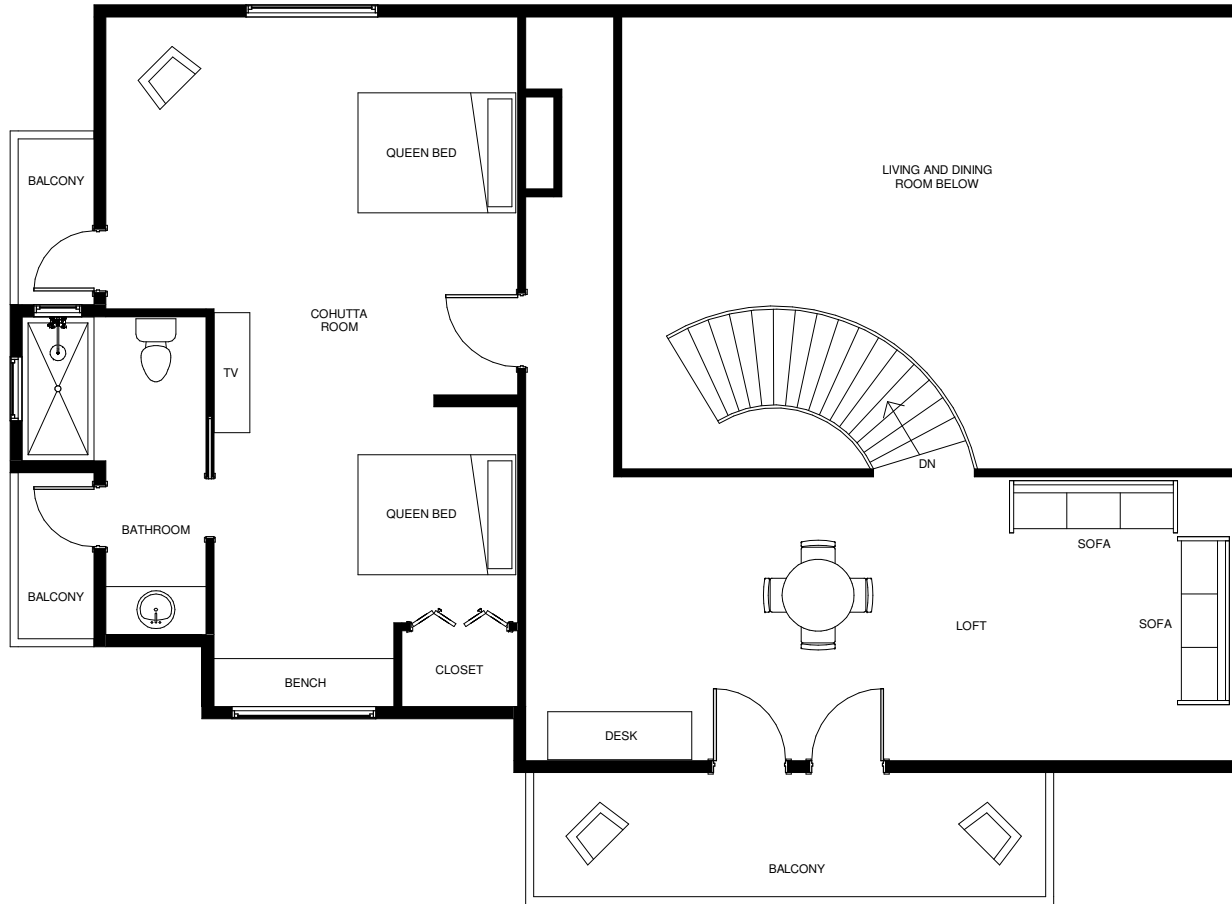 QUEEN BED
BALCONY
LIVING AND DINING
ROOM BELOW
COHUTTA
ROOM
TV
DN
QUEEN BED
BATHROOM
SOFA
BALCONY
LOFT
SOFA
CLOSET
BENCH
DESK
BALCONY